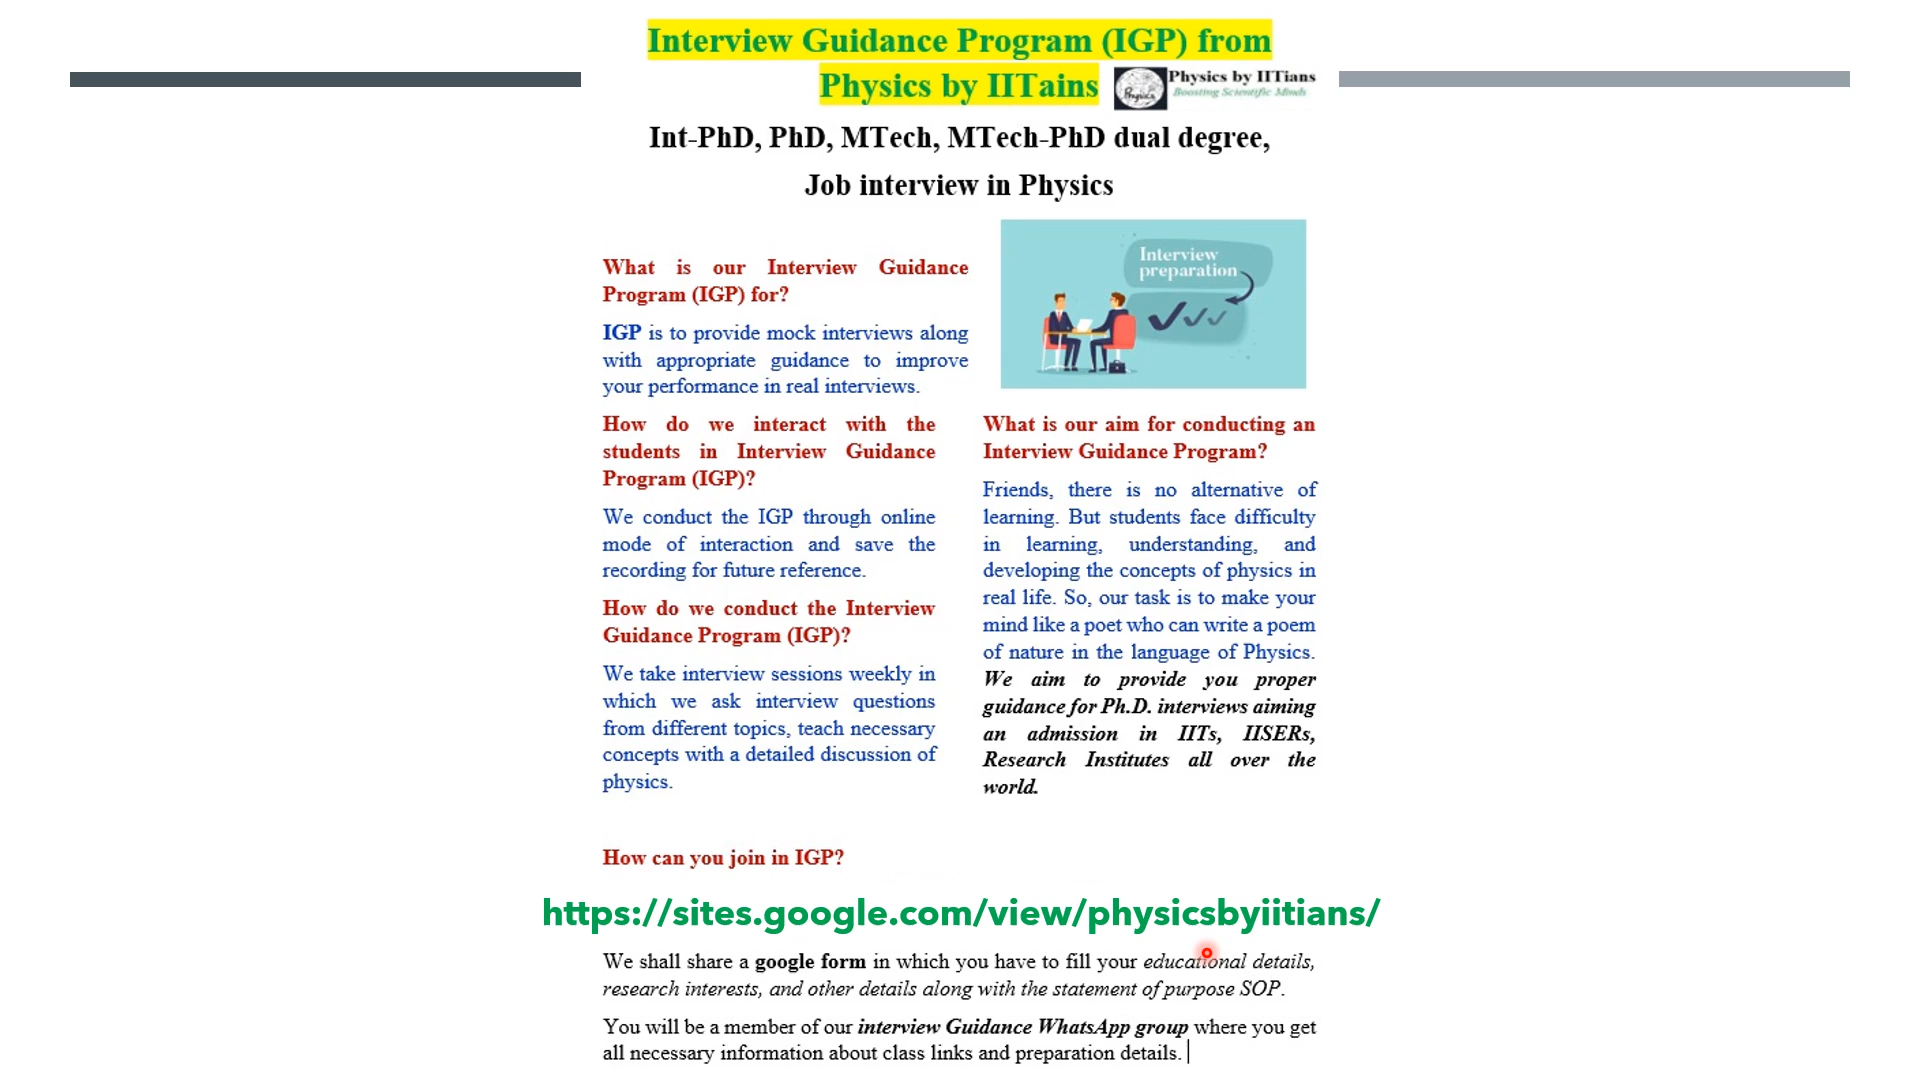 Interview Guidance Program (IGP) from
Physics by IITains
Physics by IITians
Boosting Scientific Minds
Physics
Int-PhD, PhD, MTech, MTech-PhD dual degree,
Job interview in Physics
Interview
preparation
What is our Interview Guidance
Program (IGP) for?
IGP is to provide mock interviews along
with appropriate guidance to improve
your performance in real interviews.
How do we interact with the
students in Interview Guidance
Program (IGP)?
We conduct the IGP through online
mode of interaction and save the
recording for future reference.
How do we conduct the Interview
Guidance Program (IGP)?
We take interview sessions weekly in
which we ask interview questions
from different topics, teach necessary
concepts with a detailed discussion of
physics.
What is our aim for conducting an
Interview Guidance Program?
Friends, there is no alternative of
learning. But students face difficulty
in learning, understanding, and
developing the concepts of physics in
real life. So, our task is to make your
mind like a poet who can write a poem
of nature in the language of Physics.
We aim to provide you proper
guidance for Ph.D. interviews aiming
an admission in IITs, IISERs,
Research Institutes all over the
world.
How can you join in IGP?
https://sites.google.com/view/physicsbyiitians/
We shall share a google form in which you have to fill your educational details,
research interests, and other details along with the statement of purpose SOP.
You will be a member of our interview Guidance WhatsApp group where you get
all necessary information about class links and preparation details.